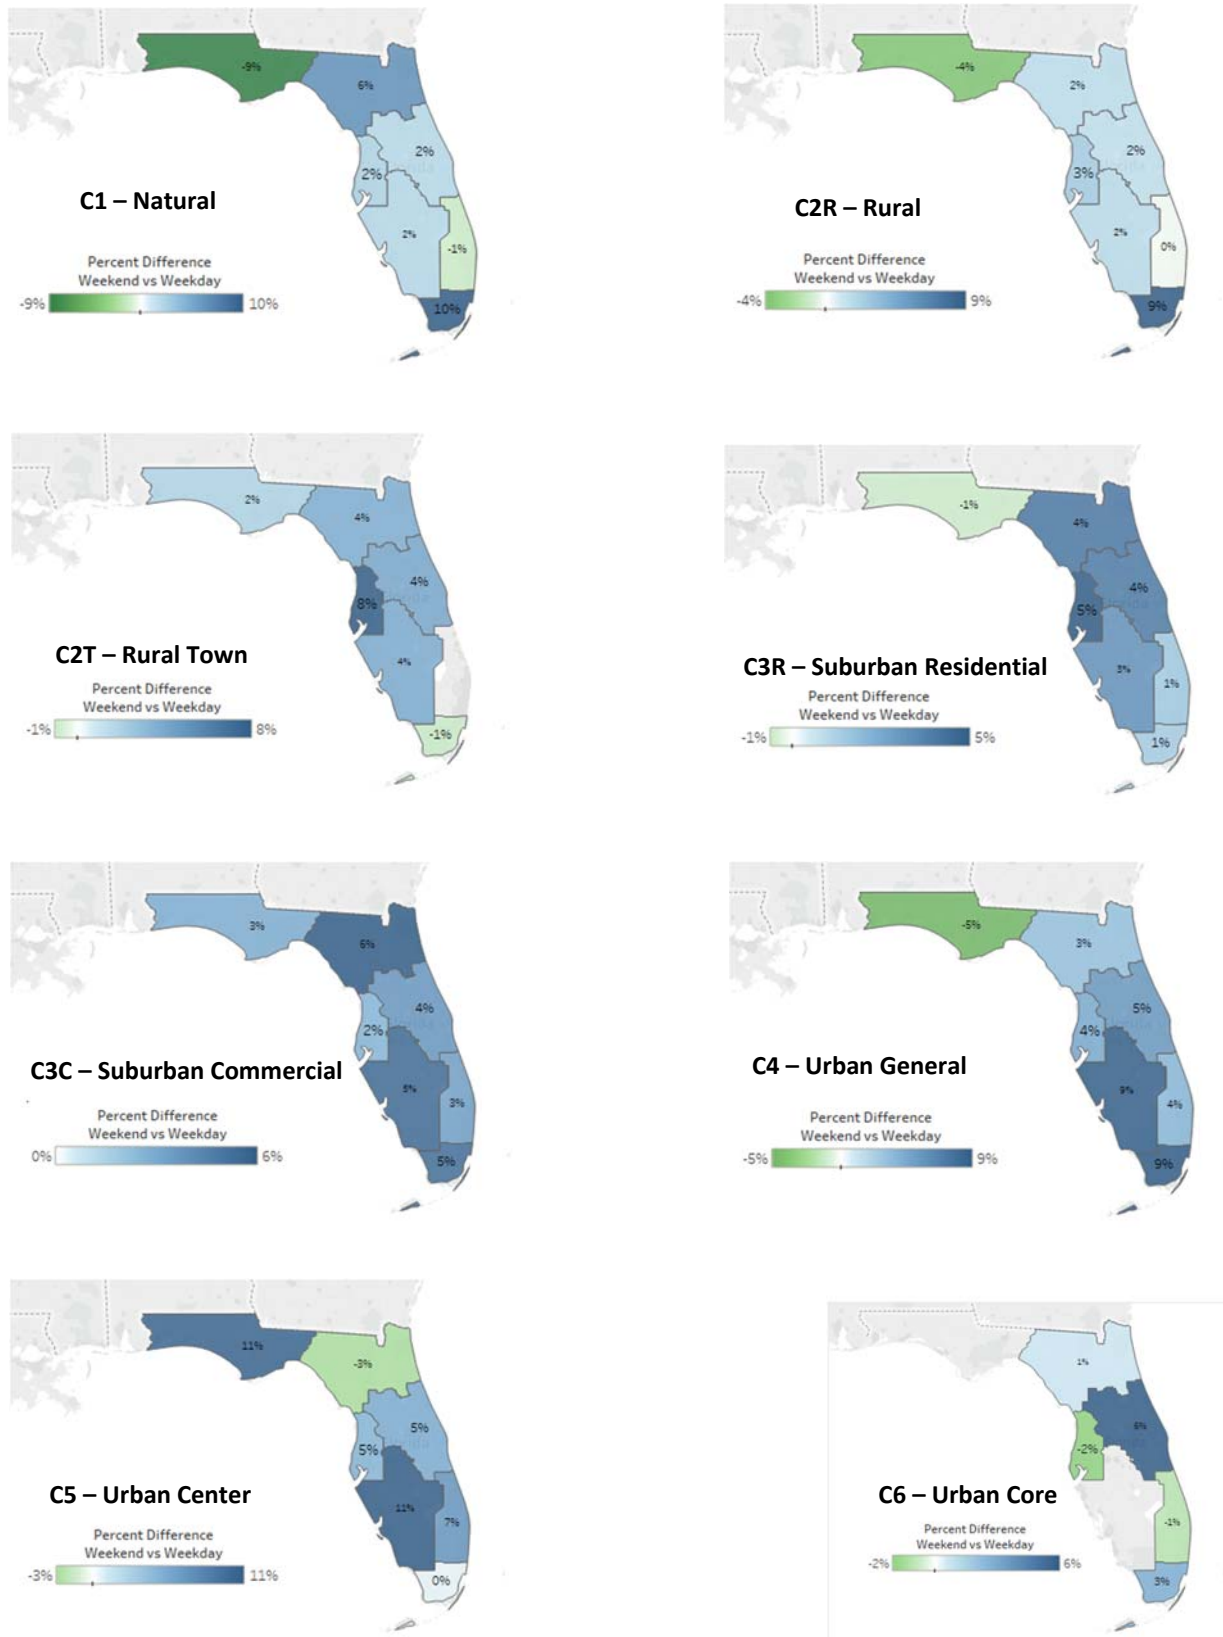 -9%
6%
2%
2%
2%
-1%
10%
C1 – Natural
Percent Difference
Weekend vs Weekday
-9% 10%
-4%
2%
2%
3%
2%
0%
9%
C2R – Rural
Percent Difference
Weekend vs Weekday
-4% 9%
2%
4%
4%
8%
4%
-1%
C2T – Rural Town
Percent Difference
Weekend vs Weekday
-1% 8%
-1%
4%
4%
5%
3%
1%
1%
C3R – Suburban Residential
Percent Difference
Weekend vs Weekday
-1% 5%
3%
6%
4%
2%
5%
3%
5%
C3C – Suburban Commercial
Percent Difference
Weekend vs Weekday
0% 6%
-5%
3%
5%
4%
9%
4%
9%
C4 – Urban General
Percent Difference
Weekend vs Weekday
-5% 9%
11%
-3%
5%
5%
11%
7%
0%
C5 – Urban Center
Percent Difference
Weekend vs Weekday
-3% 11%
1%
6%
-2%
-1%
3%
C6 – Urban Core
Percent Difference
Weekend vs Weekday
-2% 6%